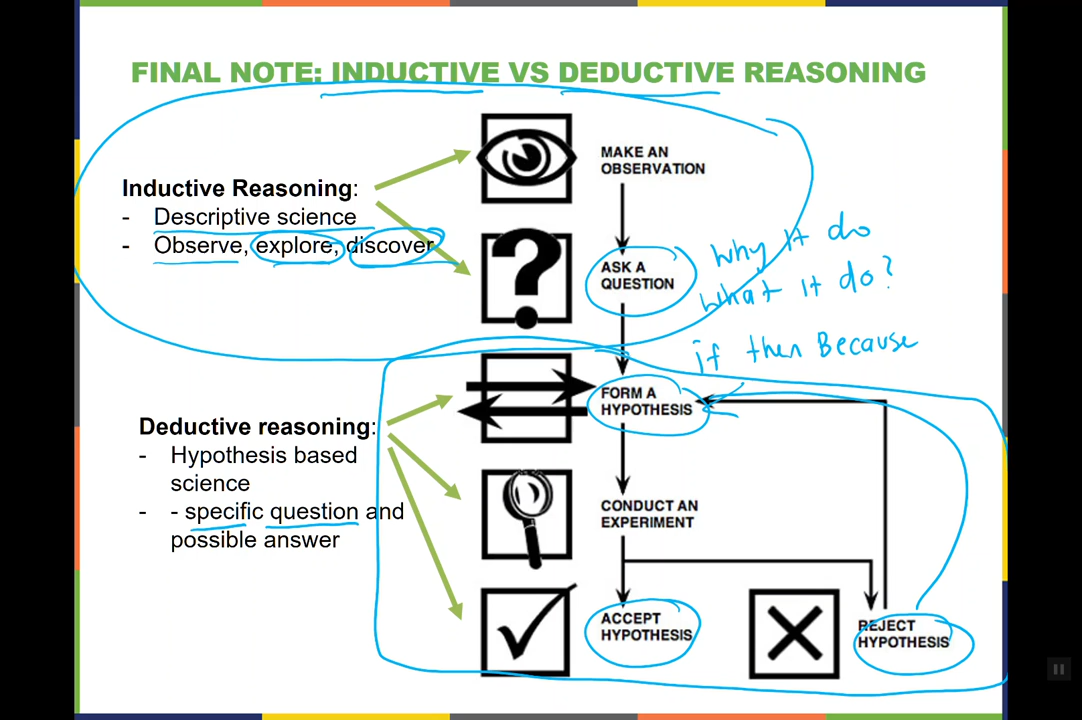 FINAL NOTE: INDUCTIVE VS DEDUCTIVE REASONING
MAKE AN
OBSERVATION
Inductive Reasoning:
- Descriptive science
- Observe, explore, discover
ASK A
QUESTION
Why It do
What It do?
if then Because
FORM A
HYPOTHESIS
Deductive reasoning:
- Hypothesis based
science
- - specific question and
possible answer
CONDUCT AN
EXPERIMENT
ACCEPT
HYPOTHESIS
REJECT
HYPOTHESIS